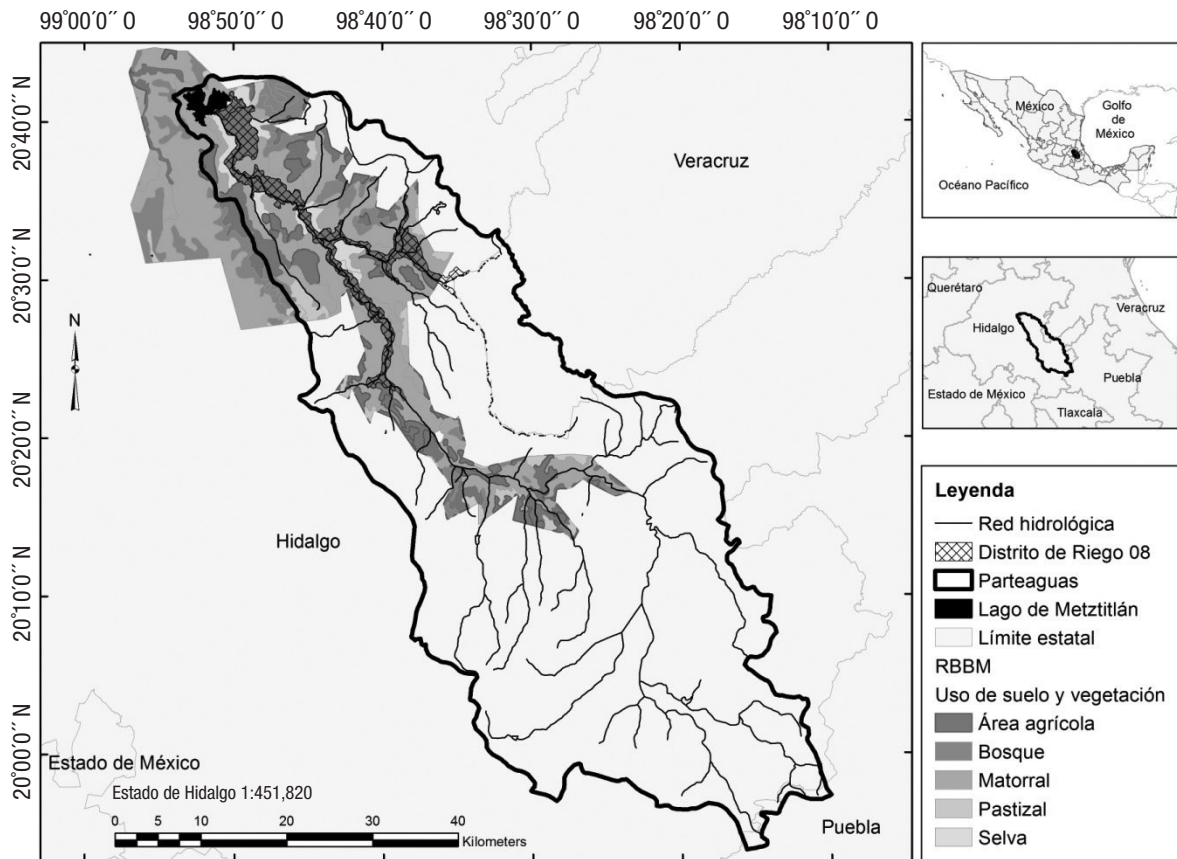 99°00′0″ O
98°50′0″ O
98°40′0″ O
98°30′0″ O
98°20′0″ O
98°10′0″ O
20°40′0″ N
20°30′0″ N
20°20′0″ N
20°10′0″ N
20°00′0″ N
Veracruz
N
Hidalgo
Estado de México
Puebla
Estado de Hidalgo 1:451,820
0 5 10 20 30 40
Kilometers
México
Golfo
de
México
Océano Pacífico
Querétaro
Veracruz
Hidalgo
Puebla
Estado de México
Tlaxcala
Leyenda
Red hidrológica
Distrito de Riego 08
Parteaguas
Lago de Metztitlán
Límite estatal
RBBM
Uso de suelo y vegetación
Área agrícola
Bosque
Matorral
Pastizal
Selva